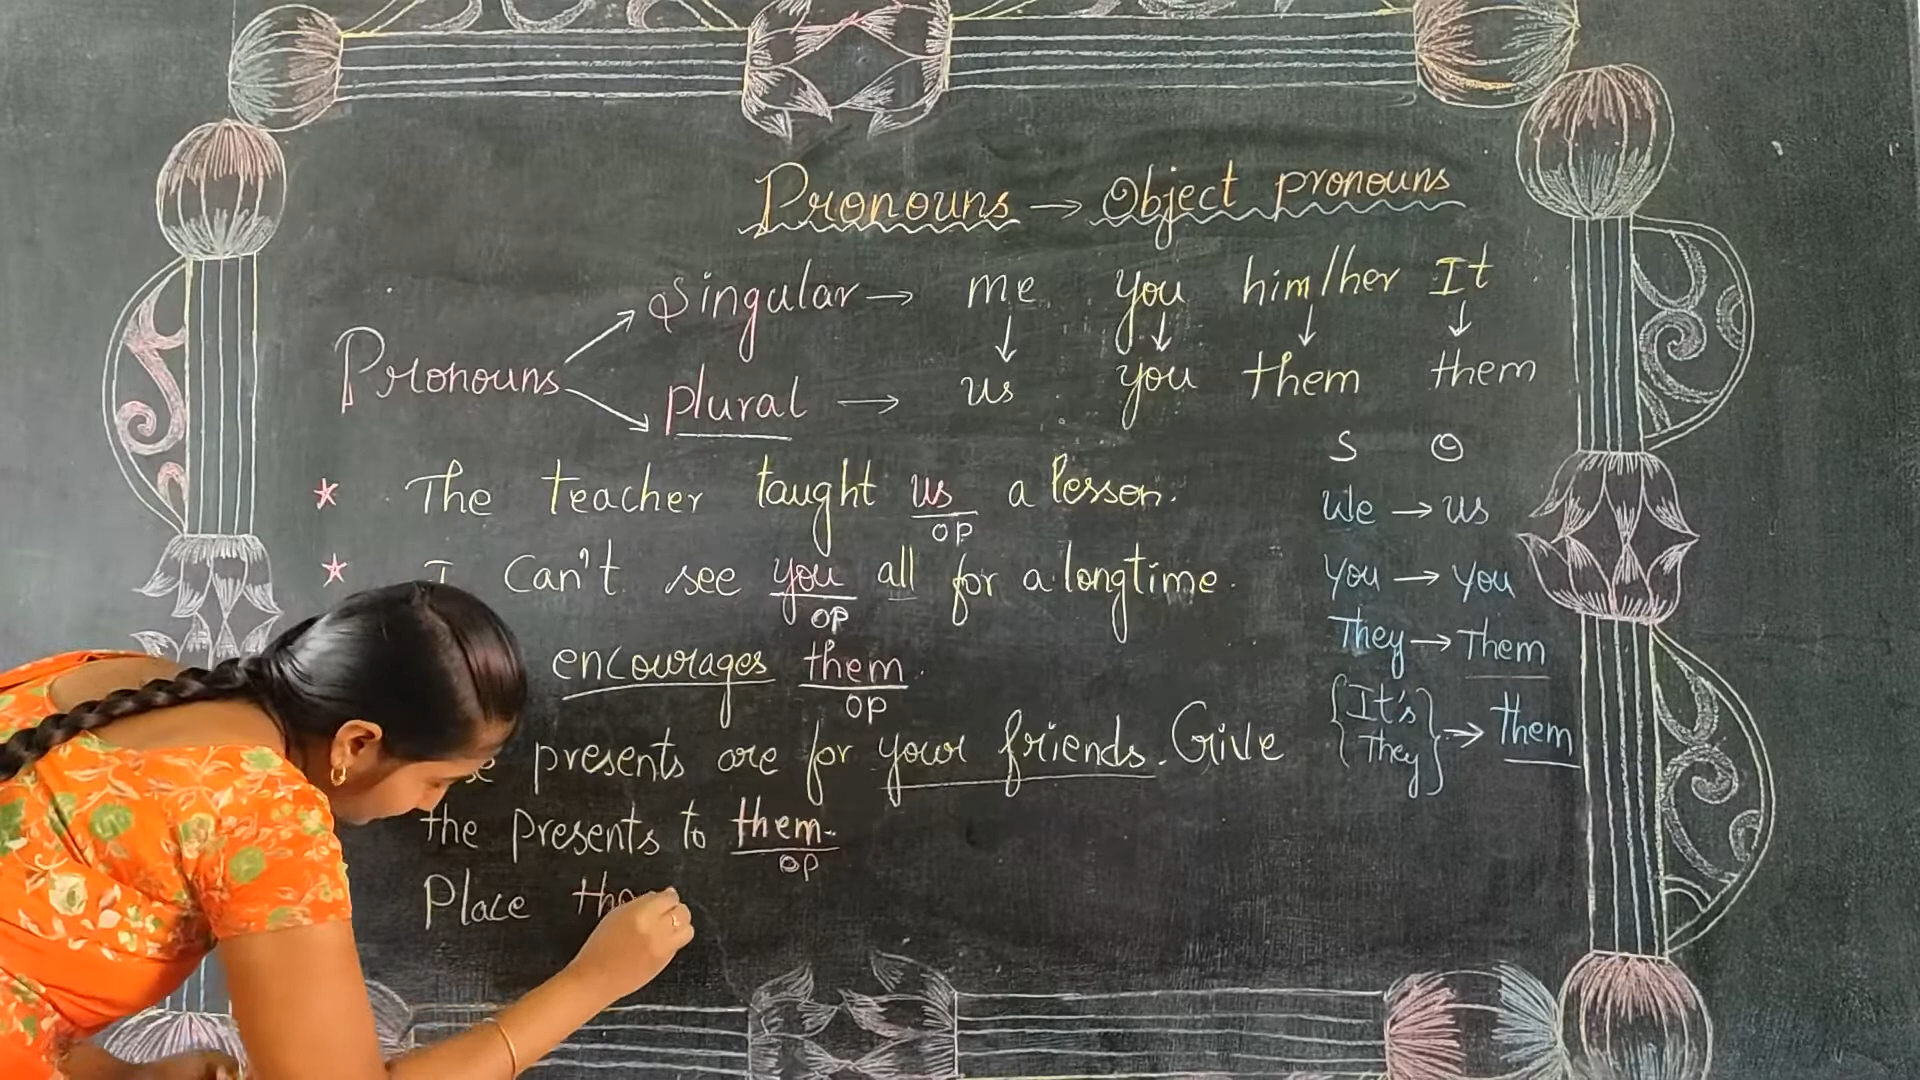 Pronouns → Object pronouns
Singular → me you him/her It
Pronouns
plural → us you them them
S O
* The teacher taught us a lesson.
OP
We → us
* I can't see you all for a longtime.
OP
You → you
encourages them.
OP
They → Them
presents are for your friends. Give
{It's They} → them
the presents to them.
OP
Place